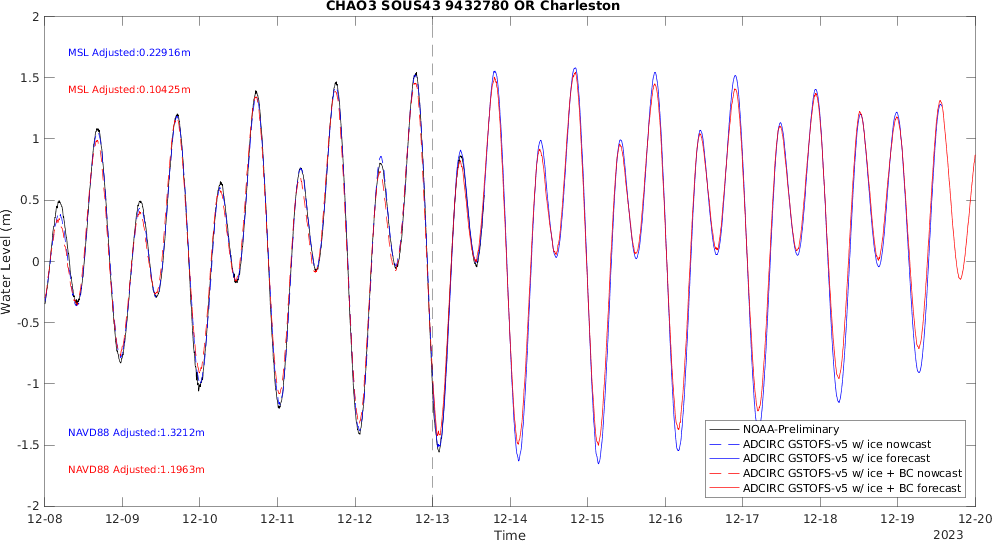 CHAO3 SOUS43 9432780 OR Charleston
2
1.5
1
0.5
0
-0.5
-1
-1.5
-2
Water Level (m)
MSL Adjusted:0.22916m
MSL Adjusted:0.10425m
NAVD88 Adjusted:1.3212m
NAVD88 Adjusted:1.1963m
NOAA-Preliminary
ADCIRC GSTOFS-v5 w/ ice nowcast
ADCIRC GSTOFS-v5 w/ ice forecast
ADCIRC GSTOFS-v5 w/ ice + BC nowcast
ADCIRC GSTOFS-v5 w/ ice + BC forecast
12-08 12-09 12-10 12-11 12-12 12-13 12-14 12-15 12-16 12-17 12-18 12-19 12-20
Time
2023